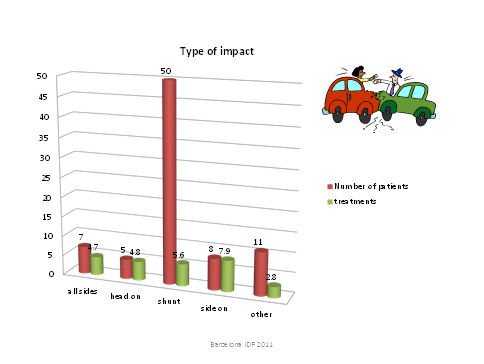 Type of impact
50
50
45
40
35
30
25
20
15
10
5
0
7
4.7
5
4.8
5.6
8
7.9
11
2.8
all sides
head on
shunt
side on
other
Number of patients
treatments
Barcelona IDF 2011